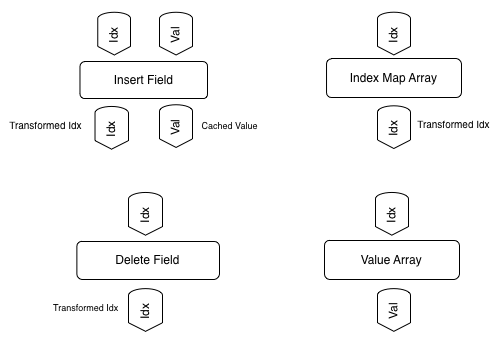 Idx
Val
Idx
Insert Field
Index Map Array
Transformed Idx
Idx
Val
Cached Value
Idx
Transformed Idx
Idx
Idx
Delete Field
Value Array
Transformed Idx
Idx
Val